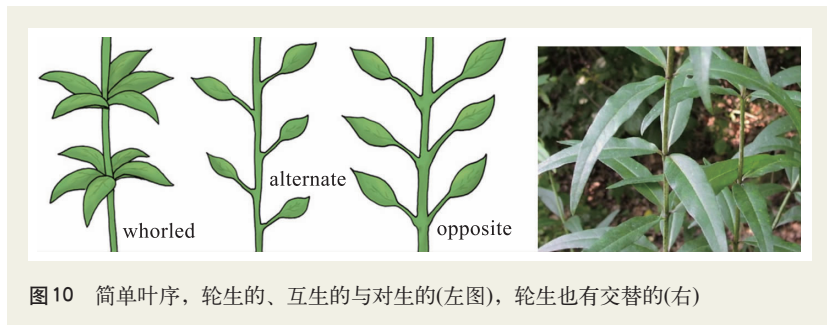 whorled
alternate
opposite
图10 简单叶序，轮生的、互生的与对生的(左图)，轮生也有交替的(右)